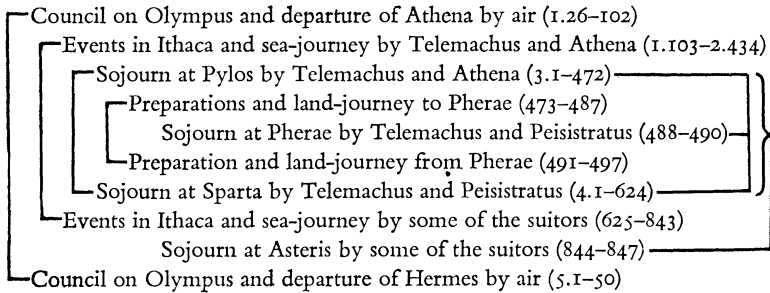 Council on Olympus and departure of Athena by air (1.26–102)
Events in Ithaca and sea-journey by Telemachus and Athena (1.103–2.434)
Sojourn at Pylos by Telemachus and Athena (3.1–472)
Preparations and land-journey to Pherae (473–487)
Sojourn at Pherae by Telemachus and Peisistratus (488–490)
Preparation and land-journey from Pherae (491–497)
Sojourn at Sparta by Telemachus and Peisistratus (4.1–624)
Events in Ithaca and sea-journey by some of the suitors (625–843)
Sojourn at Asteris by some of the suitors (844–847)
Council on Olympus and departure of Hermes by air (5.1–50)